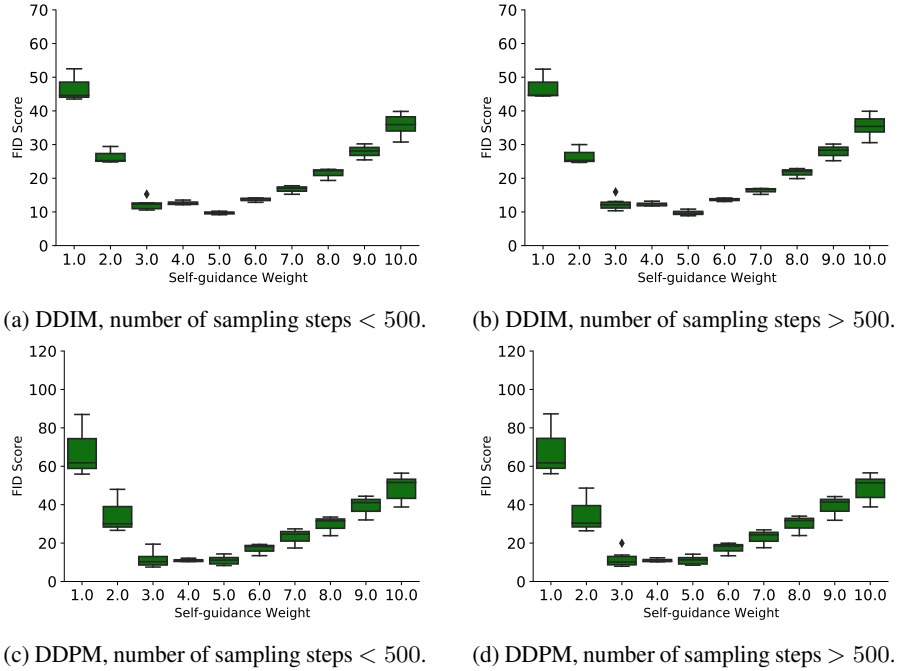 70
60
50
40
30
20
10
0
FID Score
1.0 2.0 3.0 4.0 5.0 6.0 7.0 8.0 9.0 10.0
Self-guidance Weight
(a) DDIM, number of sampling steps < 500.
70
60
50
40
30
20
10
0
FID Score
1.0 2.0 3.0 4.0 5.0 6.0 7.0 8.0 9.0 10.0
Self-guidance Weight
(b) DDIM, number of sampling steps > 500.
120
100
80
60
40
20
0
FID Score
1.0 2.0 3.0 4.0 5.0 6.0 7.0 8.0 9.0 10.0
Self-guidance Weight
(c) DDPM, number of sampling steps < 500.
120
100
80
60
40
20
0
FID Score
1.0 2.0 3.0 4.0 5.0 6.0 7.0 8.0 9.0 10.0
Self-guidance Weight
(d) DDPM, number of sampling steps > 500.